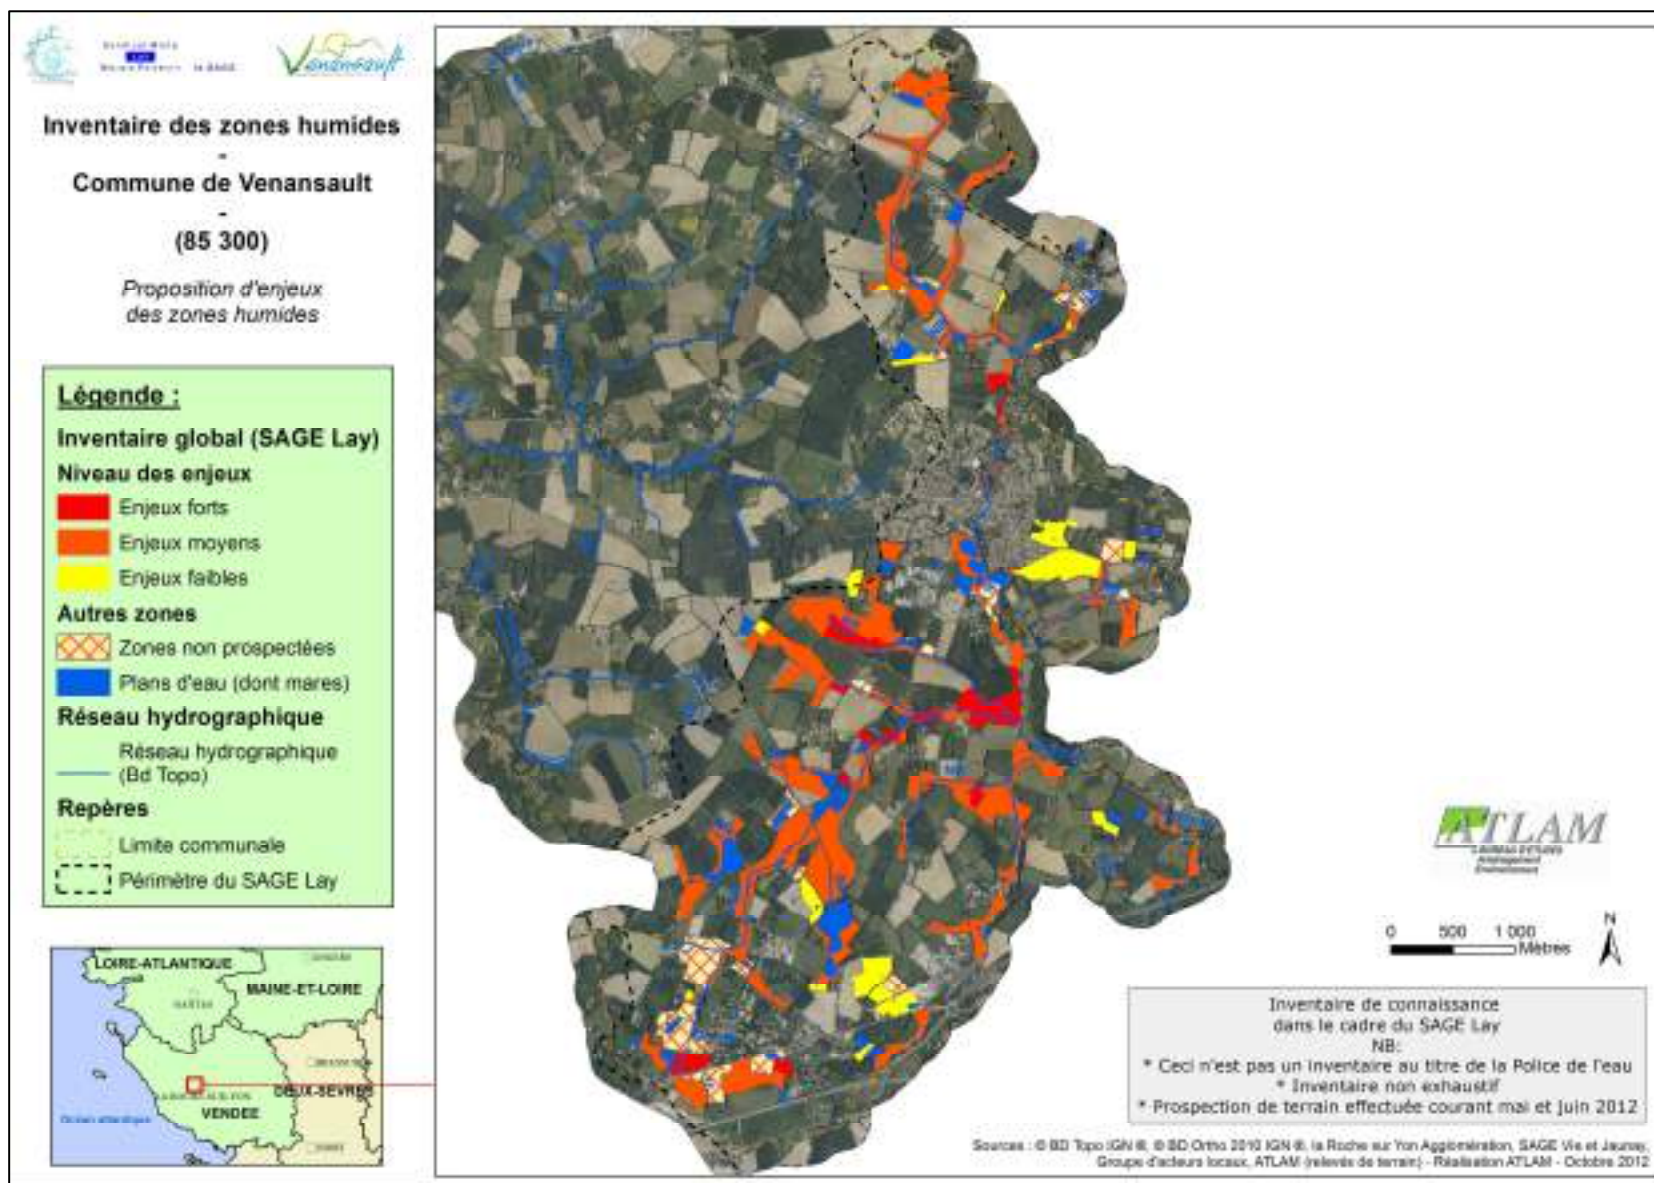 Venansault
Inventaire des zones humides
-
Commune de Venansault
-
(85 300)
Proposition d'enjeux
des zones humides
Légende :
Inventaire global (SAGE Lay)
Niveau des enjeux
Enjeux forts
Enjeux moyens
Enjeux faibles
Autres zones
Zones non prospectées
Plans d'eau (dont mares)
Réseau hydrographique
Réseau hydrographique
(Bd Topo)
Repères
Limite communale
Périmètre du SAGE Lay
LOIRE-ATLANTIQUE
MAINE-ET-LOIRE
NANTES
DEUX-SEVRES
VENDEE
Océan atlantique
ATLAM
Aménagement
Environnement
0 500 1 000
Mètres
N
Inventaire de connaissance
dans le cadre du SAGE Lay
NB:
* Ceci n'est pas un inventaire au titre de la Police de l'eau
* Inventaire non exhaustif
* Prospection de terrain effectuée courant mai et juin 2012
Sources : © BD Topo IGN ®, © BD Ortho 2010 IGN ®, la Roche sur Yon Agglomération, SAGE Vie et Jaunay,
Groupe d'acteurs locaux, ATLAM (relevés de terrain) - Réalisation ATLAM - Octobre 2012